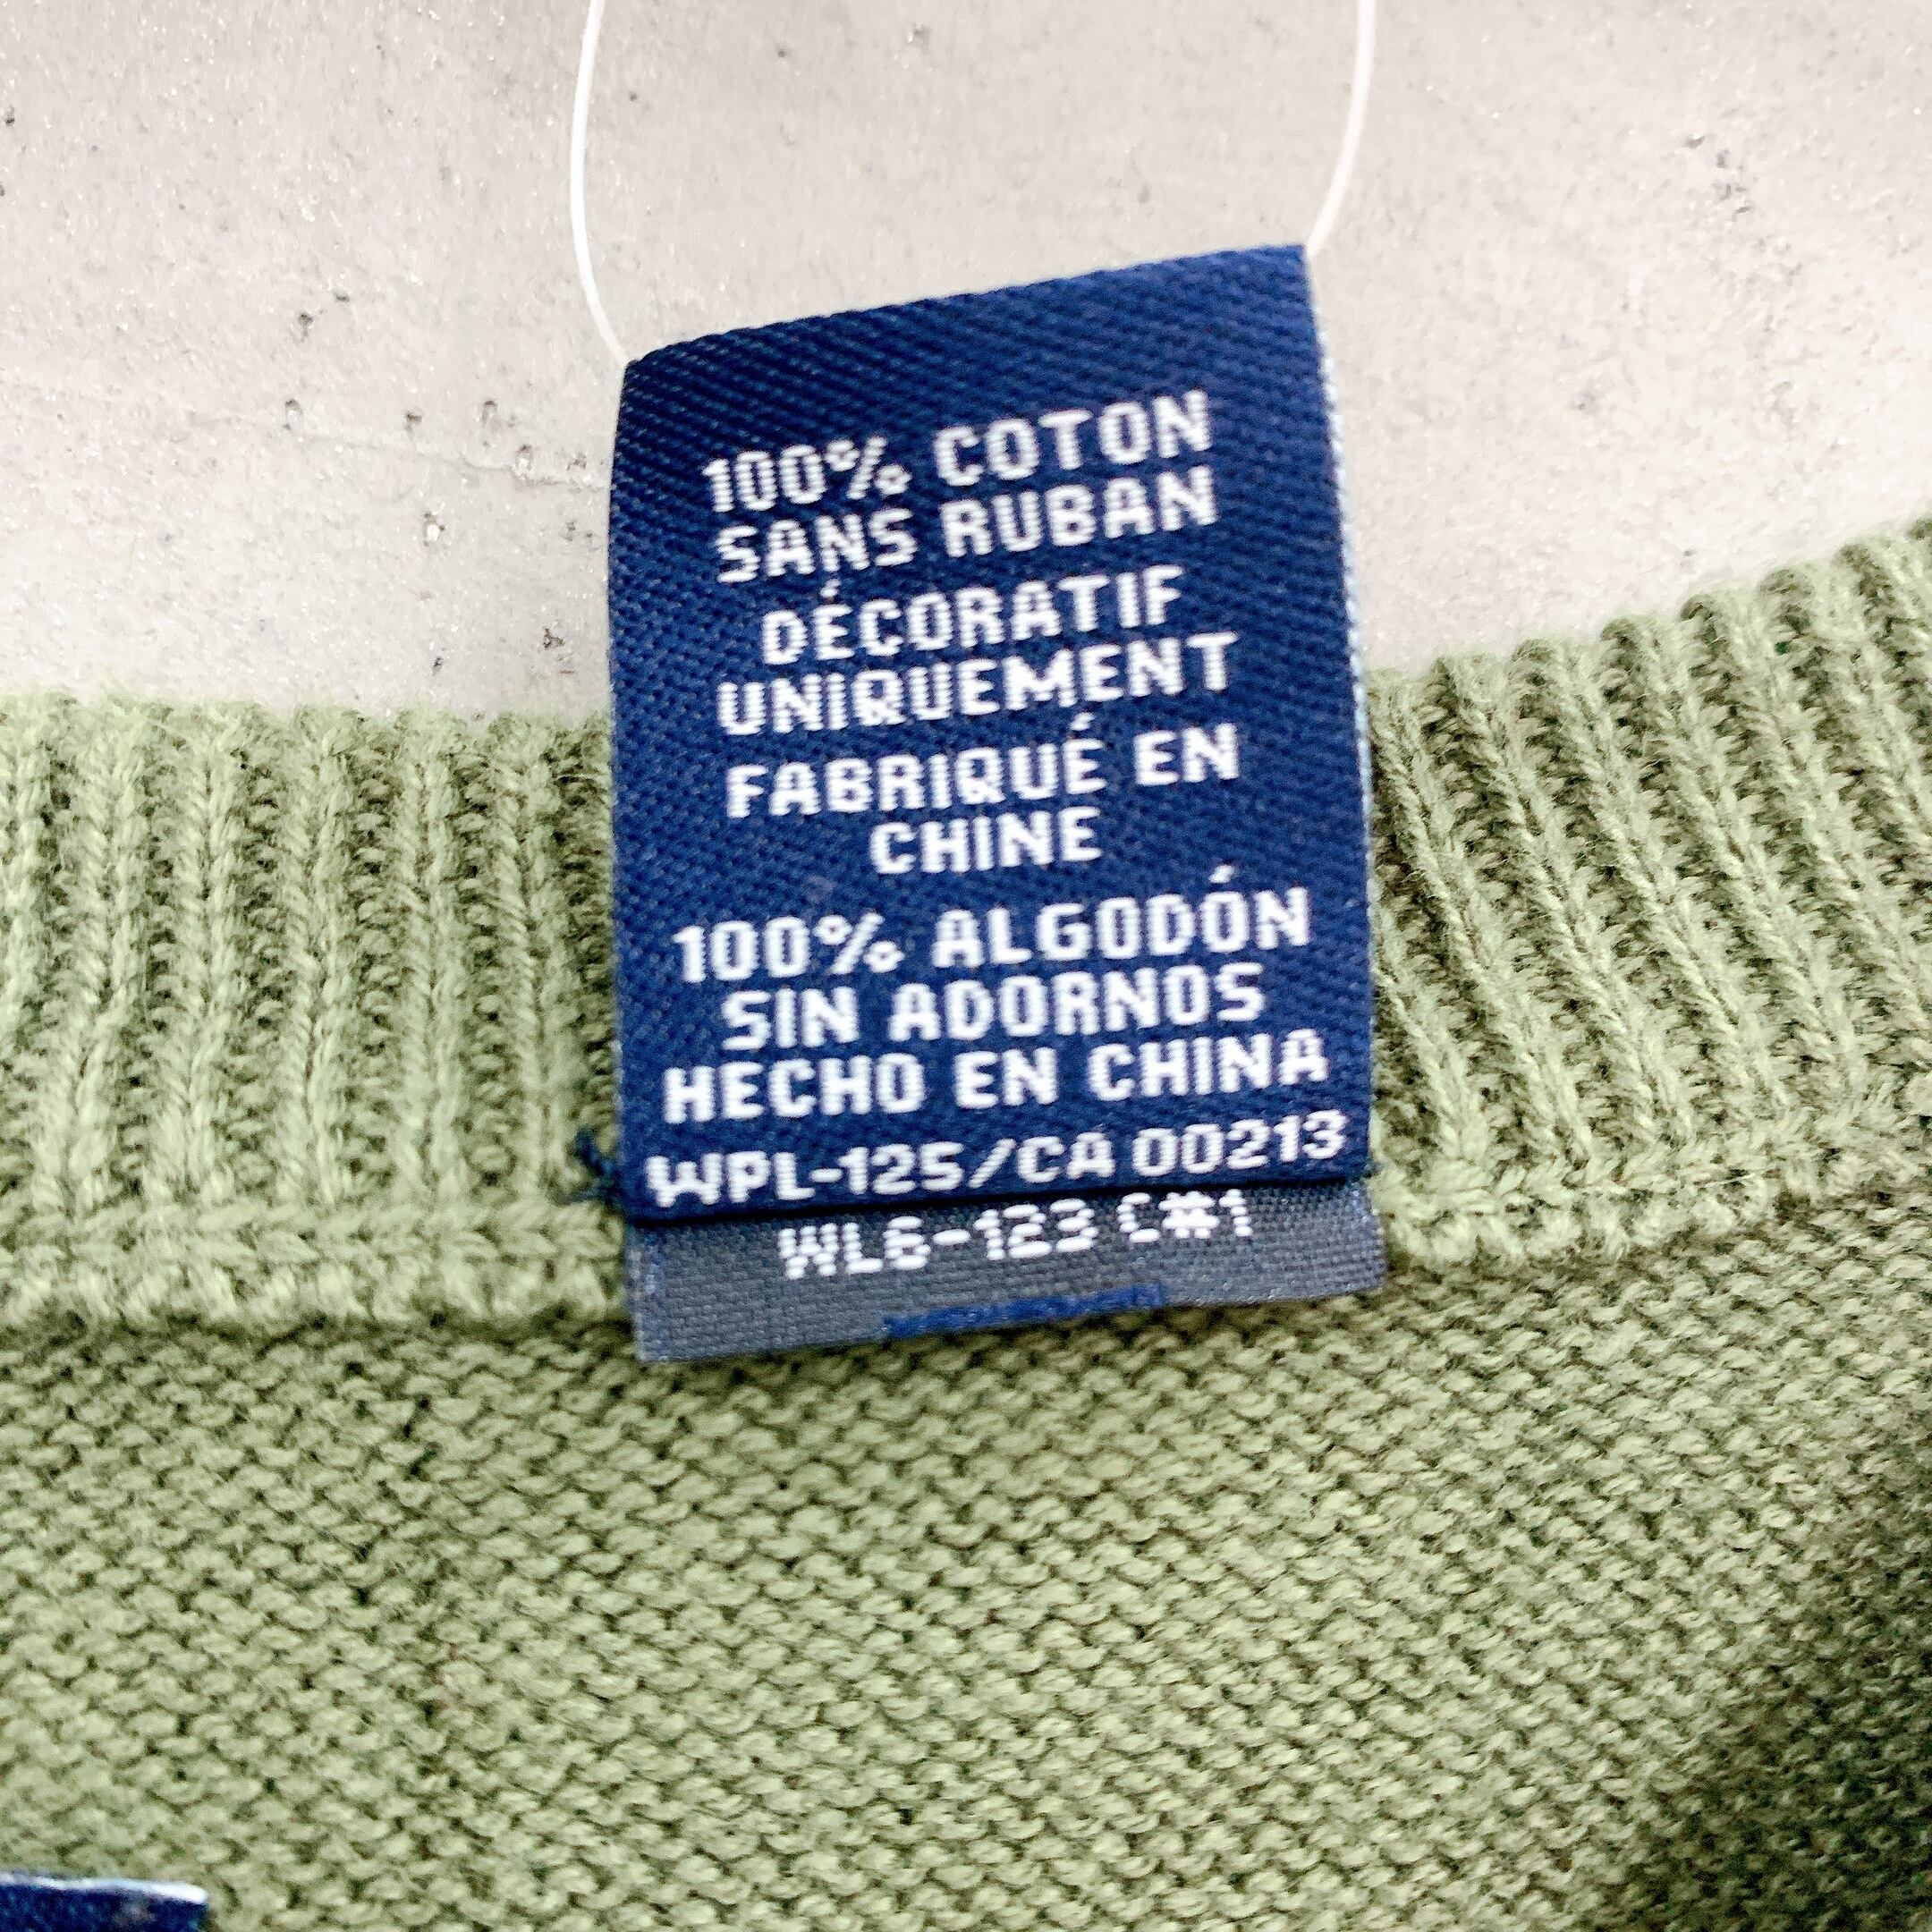 100% COTON
SANS RUBAN
DÉCORATIF
UNIQUEMENT
FABRIQUÉ EN
CHINE
100% ALGODÓN
SIN ADORNOS
HECHO EN CHINA
WPL-125/CA 00213
WL6-123 C#1